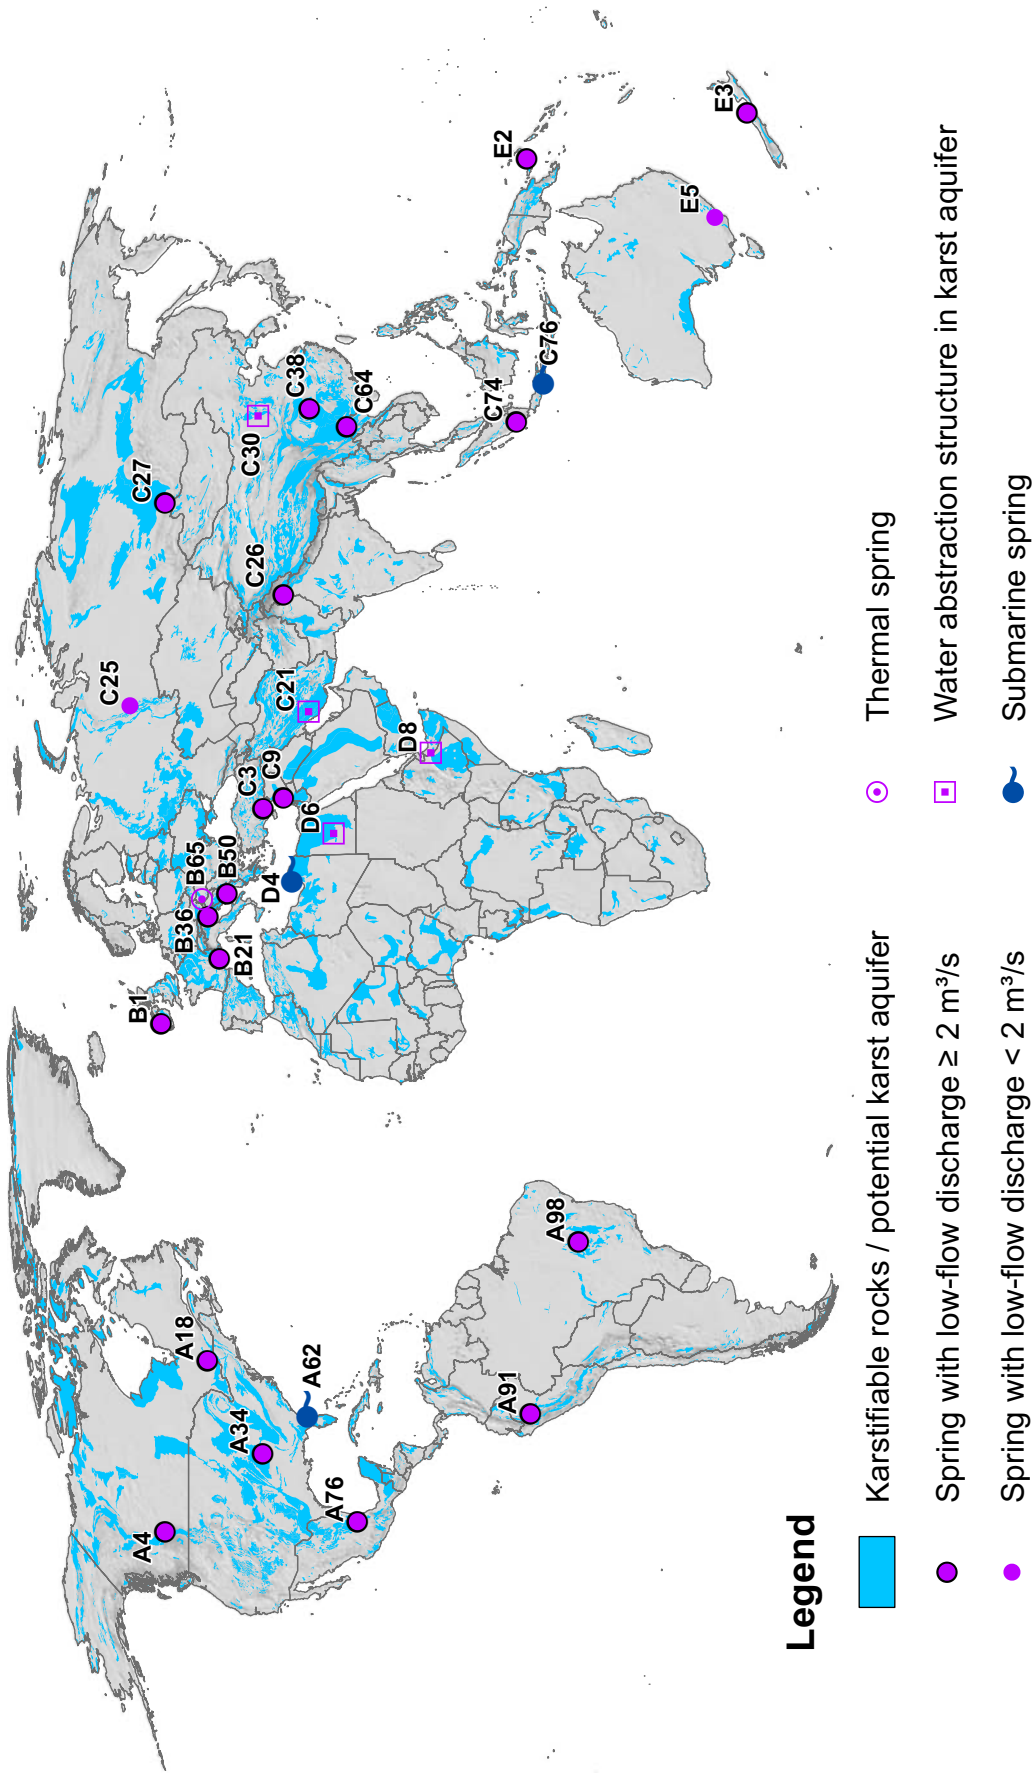 A4
A18
A34
A62
A76
A91
A98
B1
B21
B36
B65
B50
C3
C9
C21
C25
C26
C27
C30
C38
C64
C74
C76
D4
D6
D8
E2
E3
E5
Legend
Karstifiable rocks / potential karst aquifer
Spring with low-flow discharge ≥ 2 m³/s
Spring with low-flow discharge < 2 m³/s
Thermal spring
Water abstraction structure in karst aquifer
Submarine spring